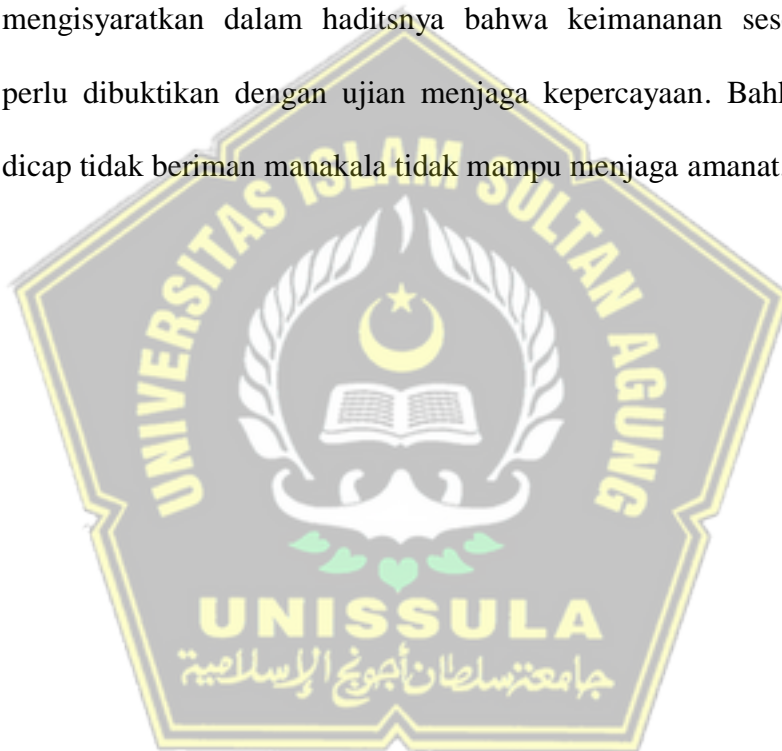 mengisyaratkan dalam haditsnya bahwa keimananan ses
perlu dibuktikan dengan ujian menjaga kepercayaan. Bahl
dicap tidak beriman manakala tidak mampu menjaga amanat.
UNIVERSITAS ISLAM SULTAN AGUNG
UNISSULA
جامعة سلطان أجونج الإسلامية